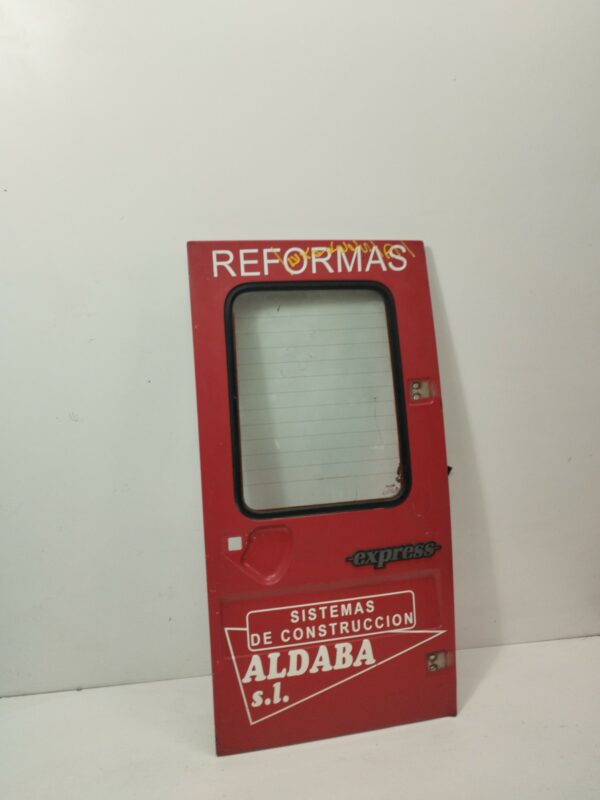 REFORMAS
-express-
SISTEMAS
DE CONSTRUCCION
ALDABA
s.l.